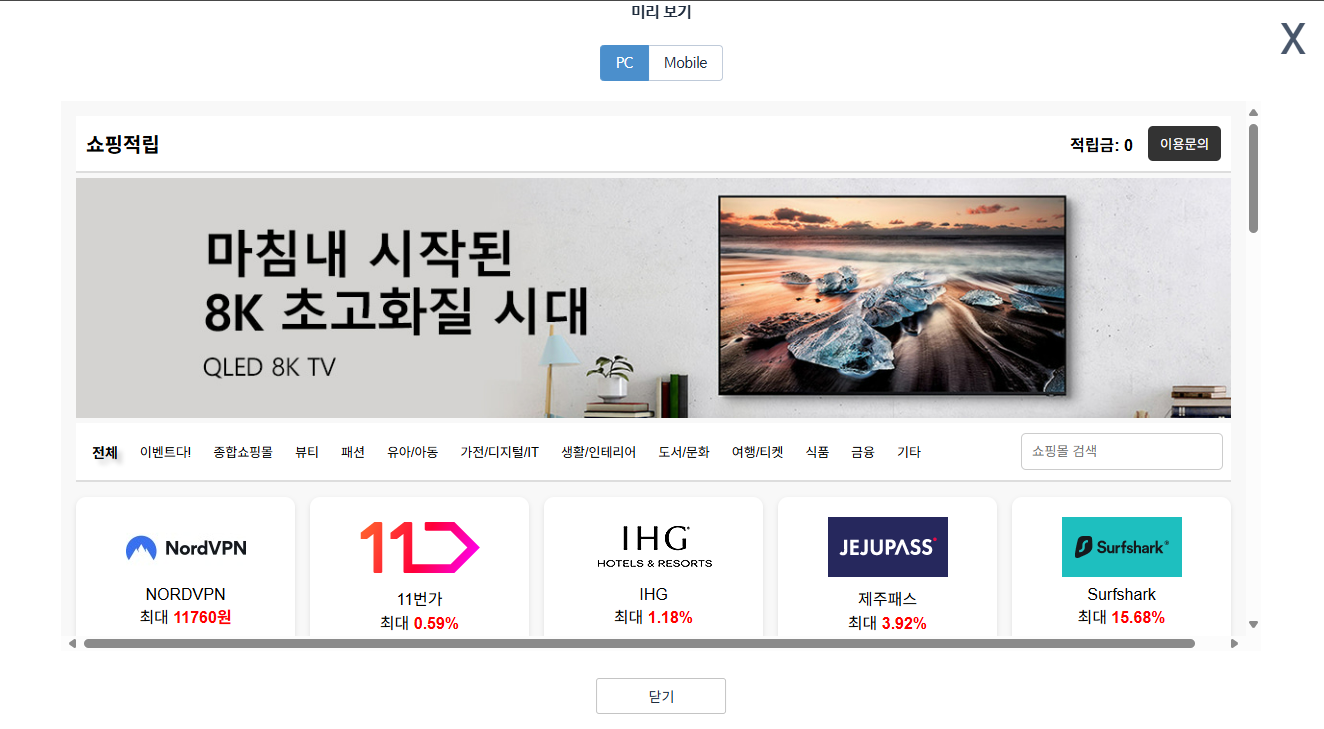 미리 보기
X
PC
Mobile
쇼핑적립
적립금: 0
이용문의
마침내 시작된
8K 초고화질 시대
QLED 8K TV
전체 이벤트다! 종합쇼핑몰 뷰티 패션 유아/아동 가전/디지털/IT 생활/인테리어 도서/문화 여행/티켓 식품 금융 기타
쇼핑몰 검색
NordVPN
NORDVPN
최대 11760원
11
11번가
최대 0.59%
IHG
HOTELS & RESORTS
IHG
최대 1.18%
JEJUPASS
제주패스
최대 3.92%
Surfshark
Surfshark
최대 15.68%
닫기